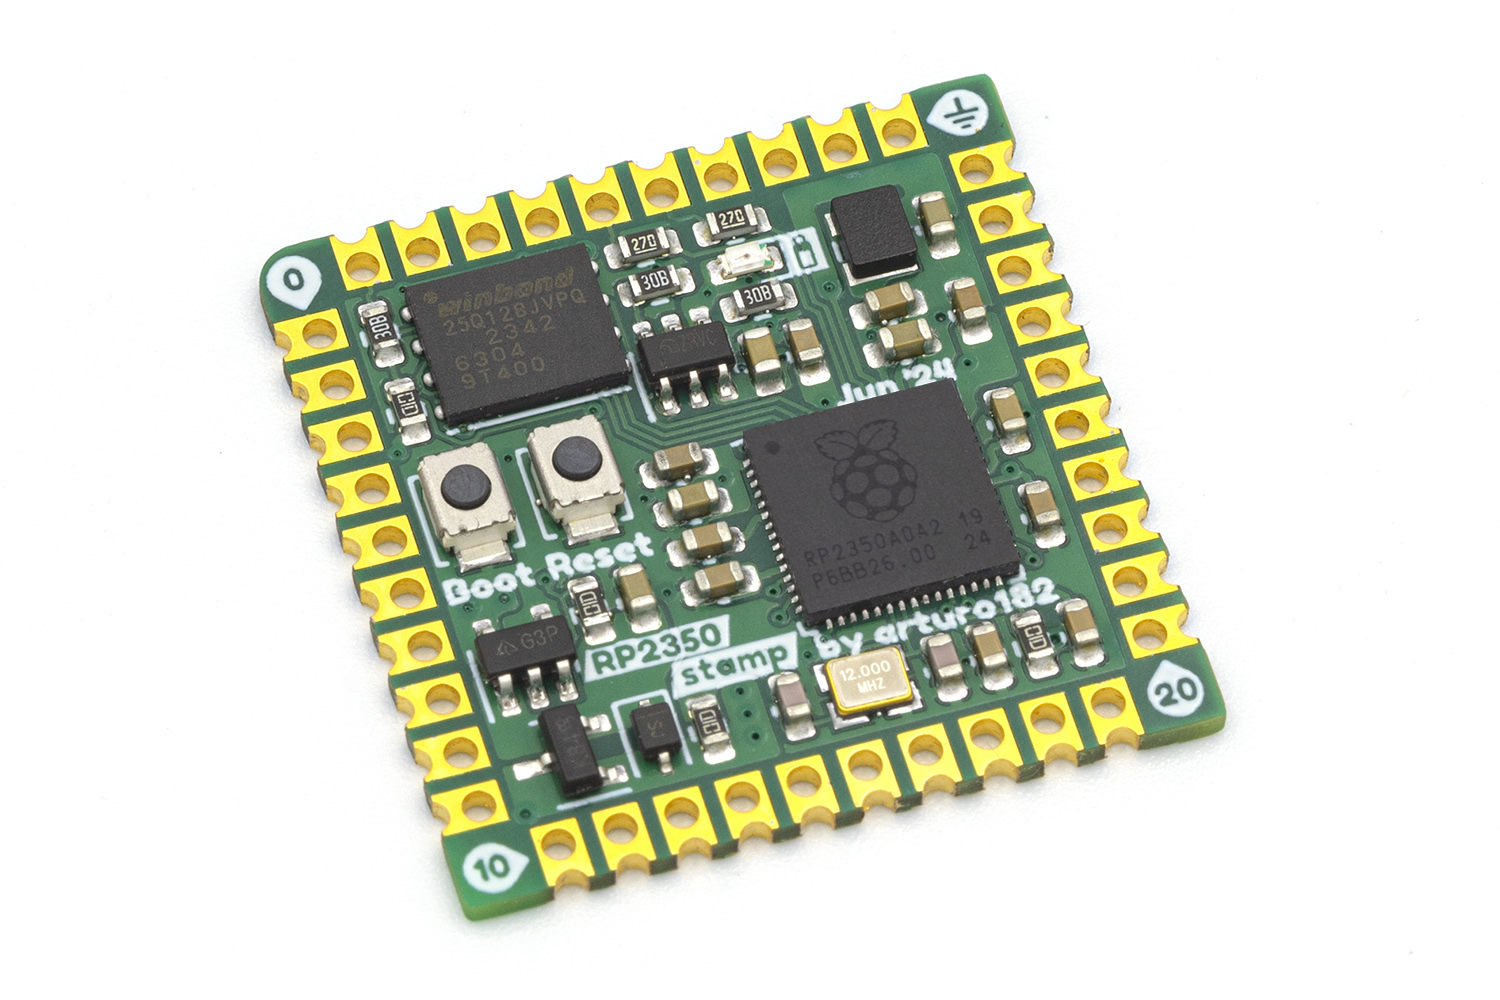 0
winbond
25Q128JVPQ
2342
6304
9T400
270
270
30B
30B
30B
Jun '24
RP2350A0A2 19
P6BB26.00 24
Boot Reset
G3P
RP2350
stamp
by arturo182
12.000
MHZ
10
20